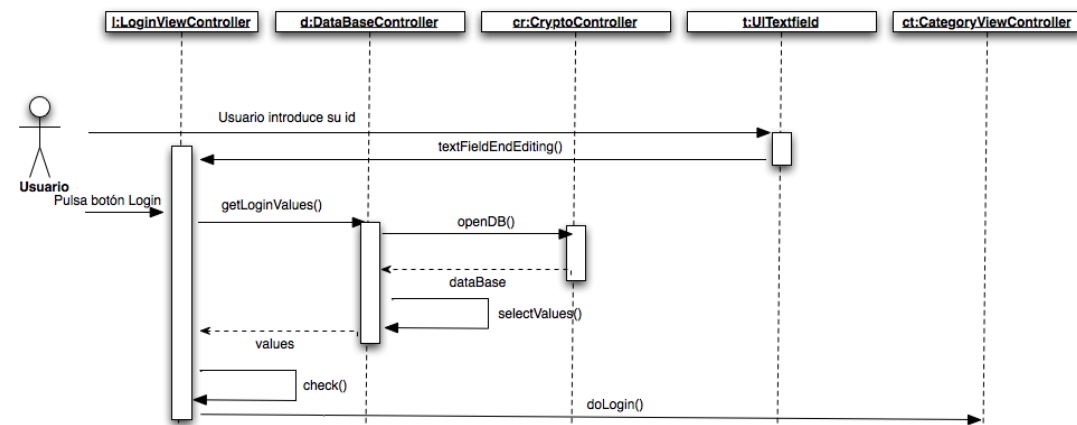 l:LoginViewController
d:DataBaseController
cr:CryptoController
t:UITextfield
ct:CategoryViewController
Usuario introduce su id
textFieldEndEditing()
Usuario
Pulsa botón Login
getLoginValues()
openDB()
dataBase
selectValues()
values
check()
doLogin()